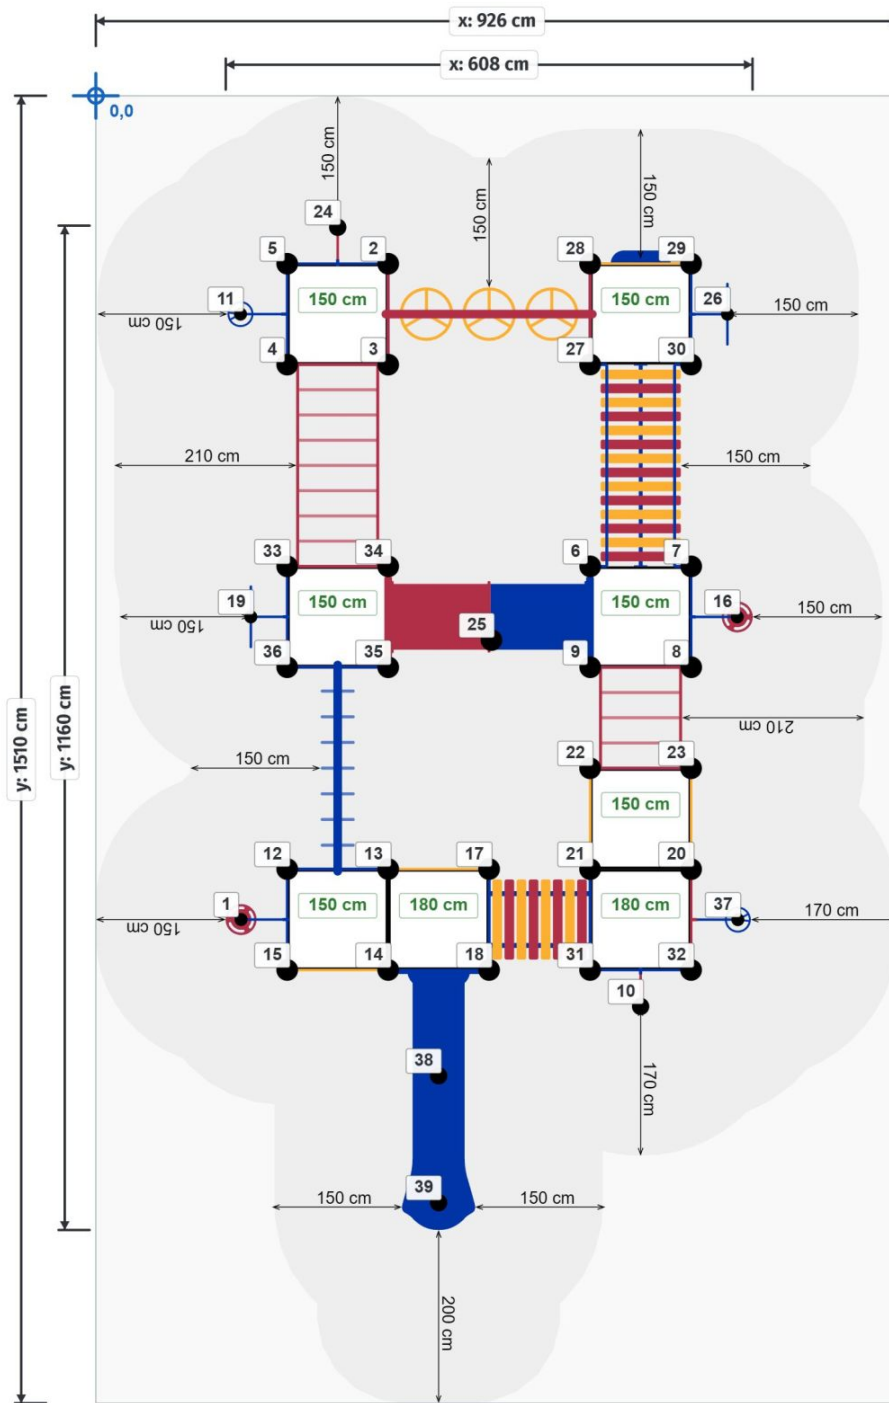 x: 926 cm
x: 608 cm
0,0
150 cm
24
150 cm
150 cm
5
2
28
29
11
150 cm
150 cm
26
150 cm
150 cm
4
3
27
30
210 cm
150 cm
33
34
6
7
19
150 cm
150 cm
16
150 cm
150 cm
25
36
35
9
8
210 cm
y: 1510 cm
y: 1160 cm
150 cm
22
23
150 cm
12
13
17
21
20
1
150 cm
180 cm
180 cm
37
150 cm
170 cm
15
14
18
31
32
10
38
170 cm
39
150 cm
150 cm
200 cm